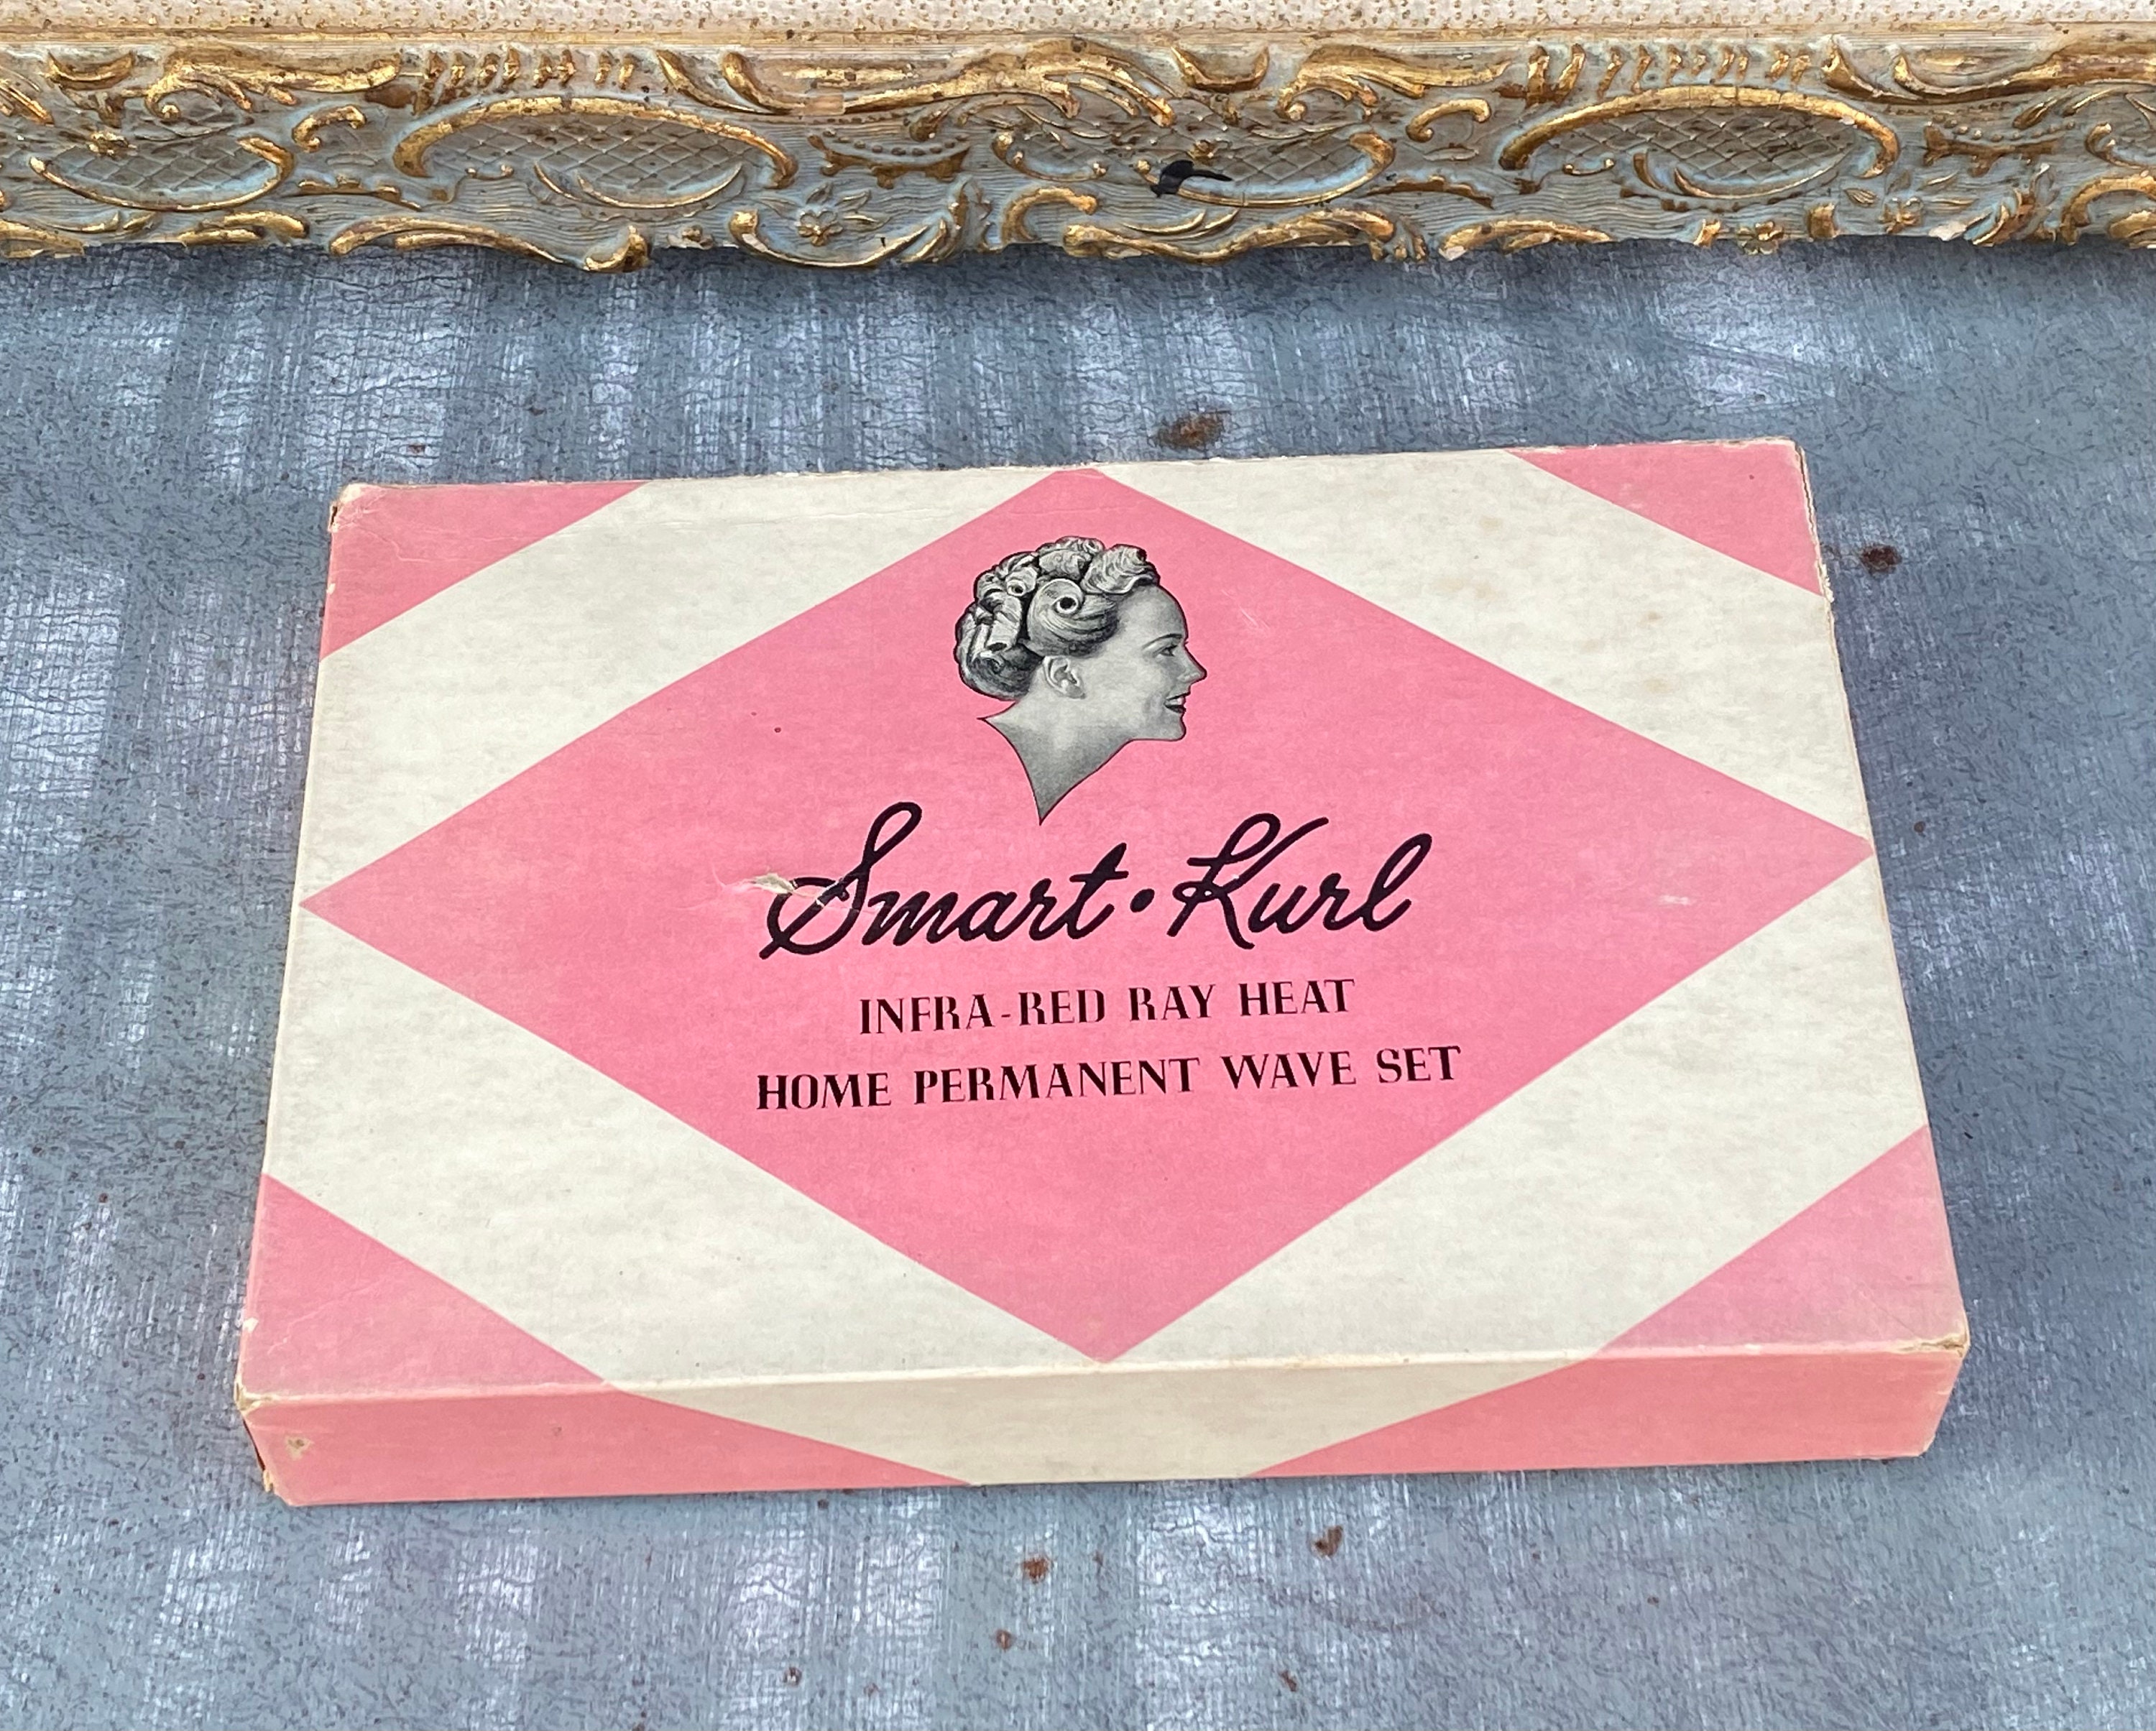 Smart • Kurl
INFRA-RED RAY HEAT
HOME PERMANENT WAVE SET